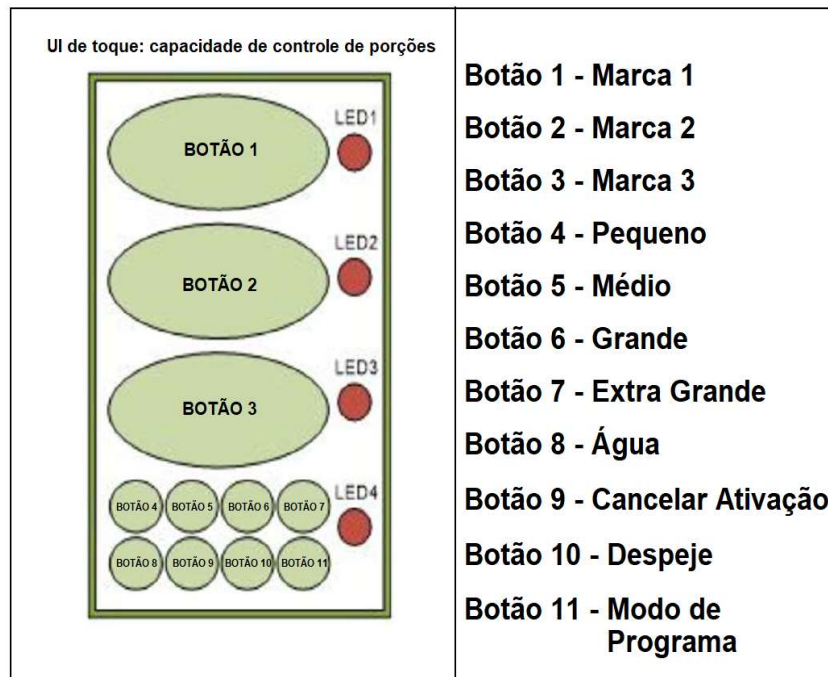 UI de toque: capacidade de controle de porções
LED1
BOTÃO 1
LED2
BOTÃO 2
LED3
BOTÃO 3
LED4
BOTÃO 4 BOTÃO 5 BOTÃO 6 BOTÃO 7
BOTÃO 8 BOTÃO 9 BOTÃO 10 BOTÃO 11
Botão 1 - Marca 1
Botão 2 - Marca 2
Botão 3 - Marca 3
Botão 4 - Pequeno
Botão 5 - Médio
Botão 6 - Grande
Botão 7 - Extra Grande
Botão 8 - Água
Botão 9 - Cancelar Ativação
Botão 10 - Despeje
Botão 11 - Modo de
Programa